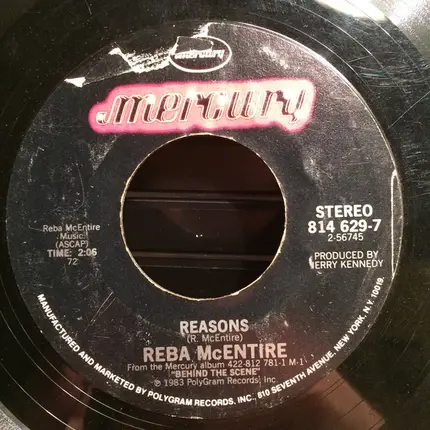 mercury
mercury
STEREO
814 629-7
2-56745
Reba McEntire
Music
(ASCAP)
TIME: 2:06
72
PRODUCED BY
JERRY KENNEDY
REASONS
(R. McEntire)
REBA McENTIRE
From the Mercury album 422-812 781-1 M-1
"BEHIND THE SCENE"
℗ 1983 PolyGram Records, Inc.
MANUFACTURED AND MARKETED BY POLYGRAM RECORDS, INC., 810 SEVENTH AVENUE, NEW YORK, N.Y. 10019